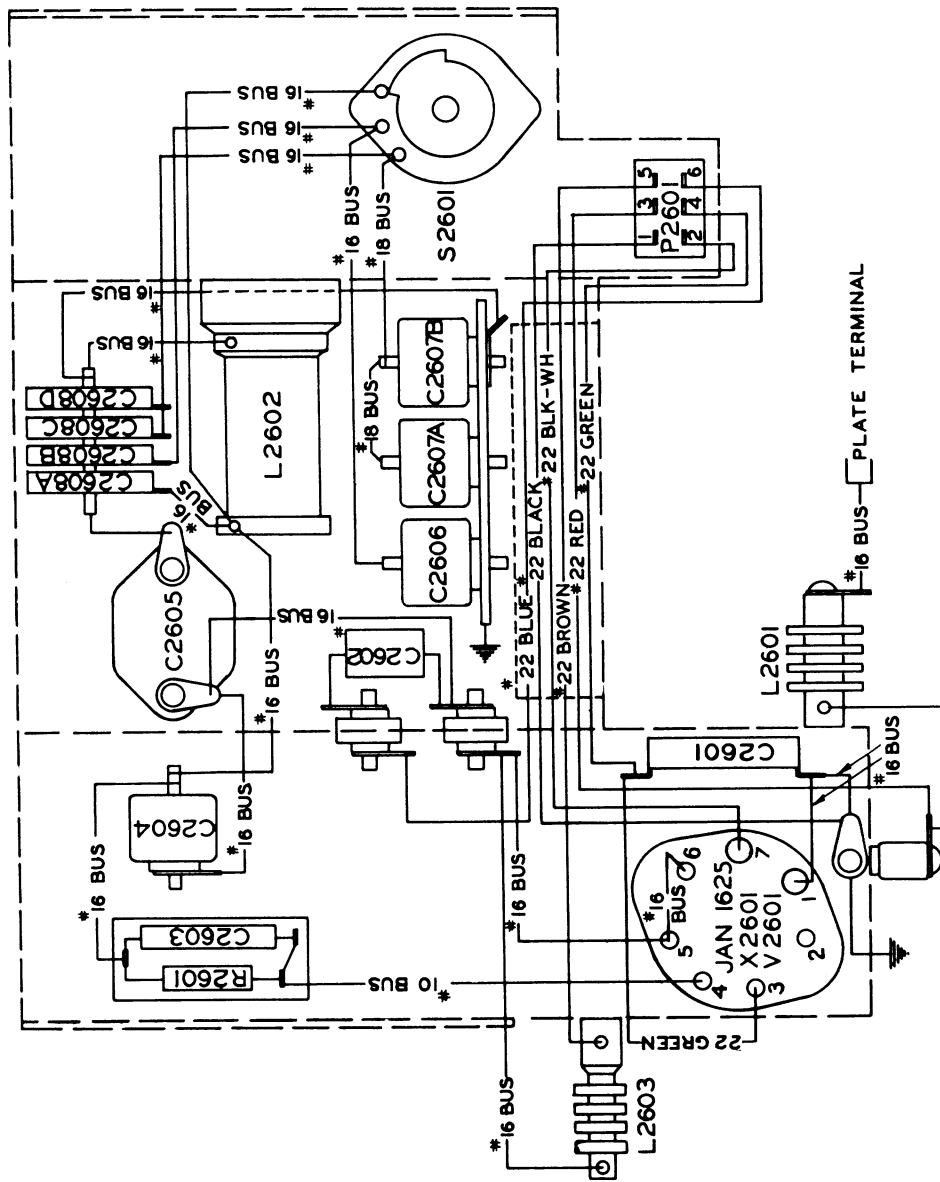 # 16 BUS
# 16 BUS
# 16 BUS
# 16 BUS
# 18 BUS
S2601
5
3
1
P2601
6
4
2
# 16 BUS
# 16 BUS
C2608D
C2608C
C2608B
C2608A
L2602
# 16 BUS
# 18 BUS
C2607B
C2607A
C2606
# 22 BLK-WH
# 22 GREEN
# 22 BLACK
# 22 RED
# 22 BLUE
# 22 BROWN
PLATE TERMINAL
# 16 BUS
C2605
# 16 BUS
C2602
# 16 BUS
L2601
C2601
# 16 BUS
C2604
# 16 BUS
# 16 BUS
C2603
R2601
# 10 BUS
# 16 BUS
# 16 BUS
6
7
5
JAN 1625
X2601
V2601
1
2
4
3
22 GREEN
# 16 BUS
L2603